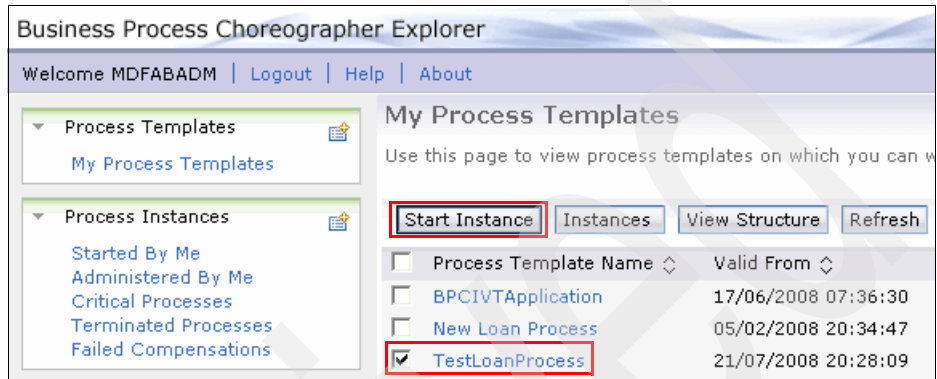 Business Process Choreographer Explorer
Welcome MDFABADM | Logout | Help | About
Process Templates
My Process Templates
Process Instances
Started By Me
Administered By Me
Critical Processes
Terminated Processes
Failed Compensations
My Process Templates
Use this page to view process templates on which you can w
Start Instance Instances View Structure Refresh
Process Template Name Valid From
BPCIVTApplication 17/06/2008 07:36:30
New Loan Process 05/02/2008 20:34:47
TestLoanProcess 21/07/2008 20:28:09